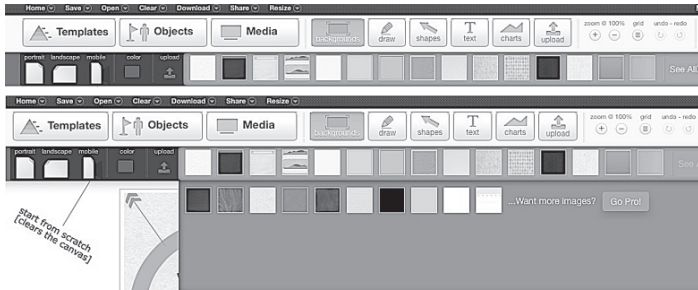 Home Save Open Clear Download Share Resize
Templates Objects Media backgrounds draw shapes text charts upload zoom @ 100% grid undo - redo
portrait landscape mobile color upload See All
Home Save Open Clear Download Share Resize
Templates Objects Media backgrounds draw shapes text charts upload zoom @ 100% grid undo - redo
portrait landscape mobile color upload See
...Want more images? Go Pro!
start from scratch
[clears the canvas]